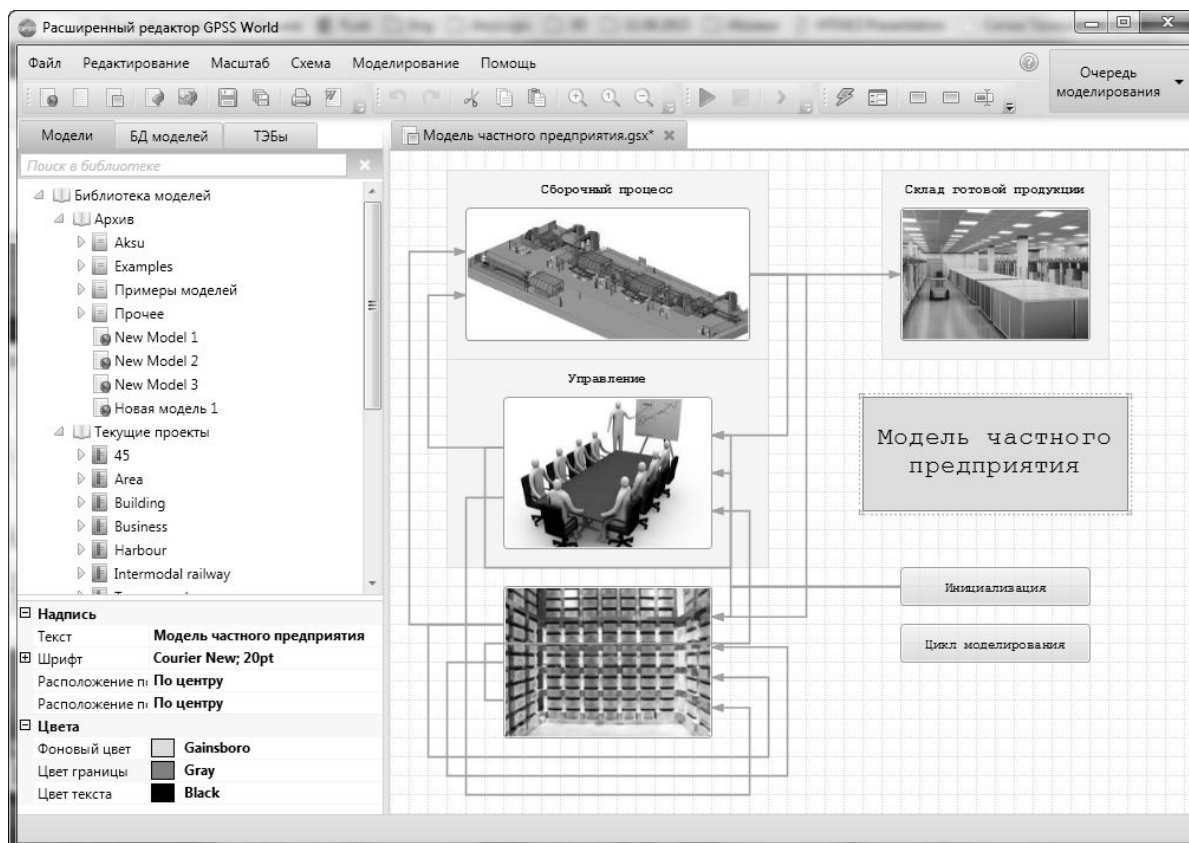 Расширенный редактор GPSS World
Файл Редактирование Масштаб Схема Моделирование Помощь
Очередь моделирования
Модели БД моделей ТЭБы
Модель частного предприятия.gsx*
Поиск в библиотеке
Библиотека моделей
Архив
Aksu
Examples
Примеры моделей
Прочее
New Model 1
New Model 2
New Model 3
Новая модель 1
Текущие проекты
45
Area
Building
Business
Harbour
Intermodal railway
Надпись
Текст Модель частного предприятия
Шрифт Courier New; 20pt
Расположение по По центру
Расположение по По центру
Цвета
Фоновый цвет Gainsboro
Цвет границы Gray
Цвет текста Black
Сборочный процесс
Склад готовой продукции
Управление
Модель частного
предприятия
Инициализация
Цикл моделирования